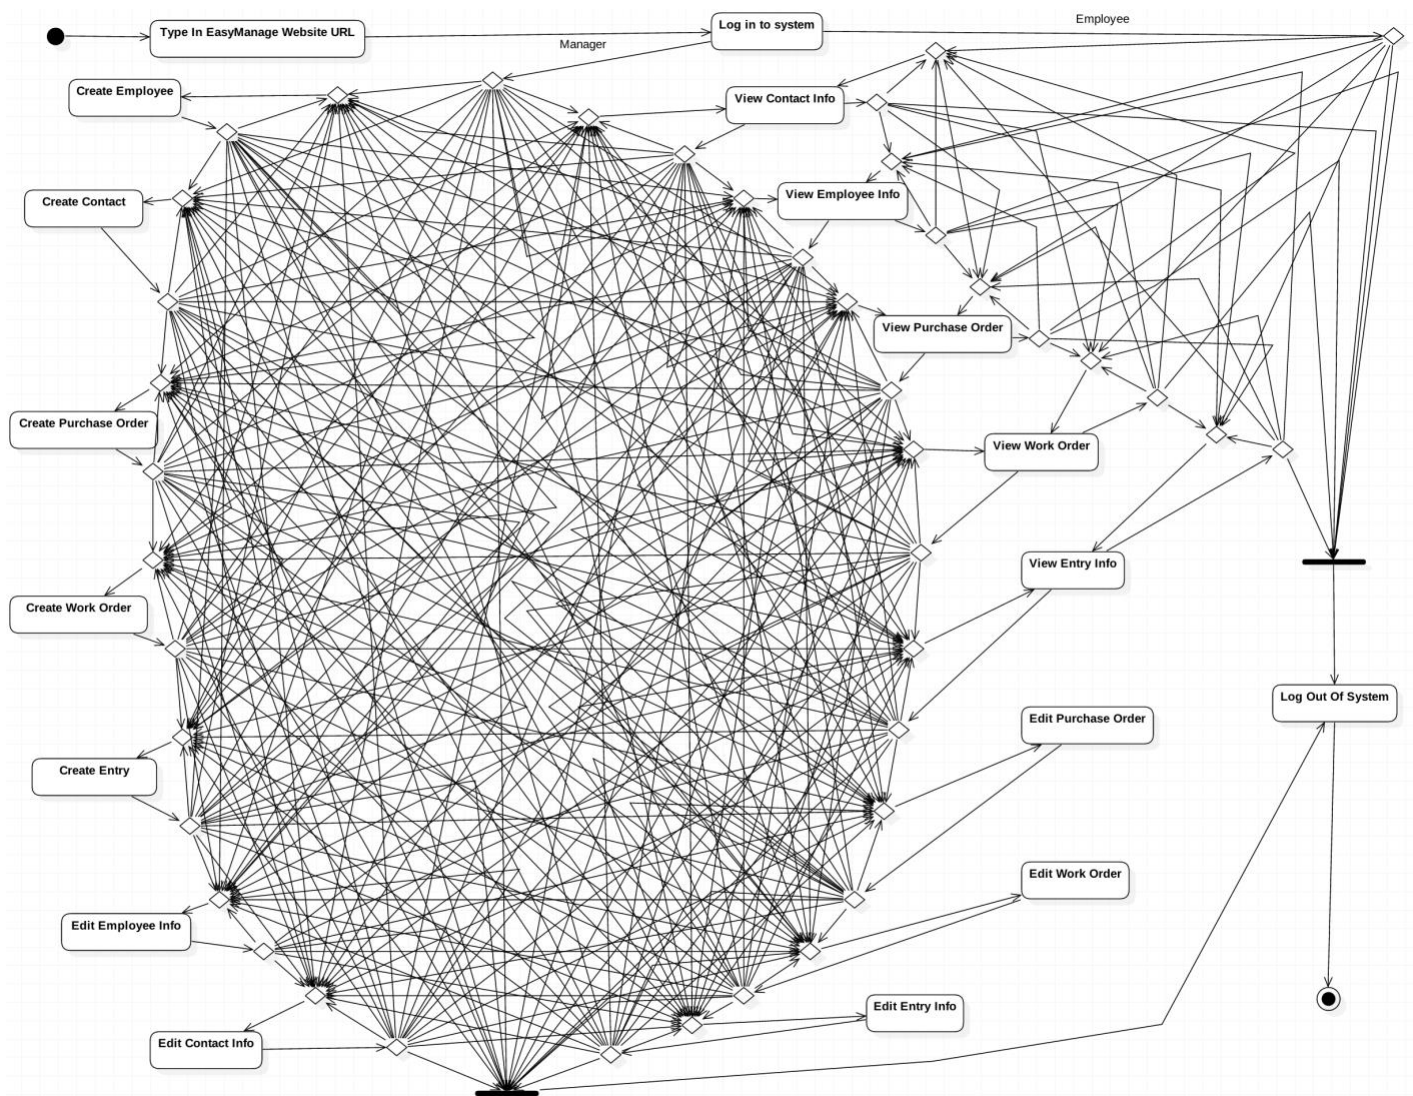 Employee
Log in to system
Type In EasyManage Website URL
Manager
Create Employee
View Contact Info
View Employee Info
Create Contact
View Purchase Order
Create Purchase Order
View Work Order
View Entry Info
Create Work Order
Log Out Of System
Edit Purchase Order
Create Entry
Edit Work Order
Edit Employee Info
Edit Entry Info
Edit Contact Info